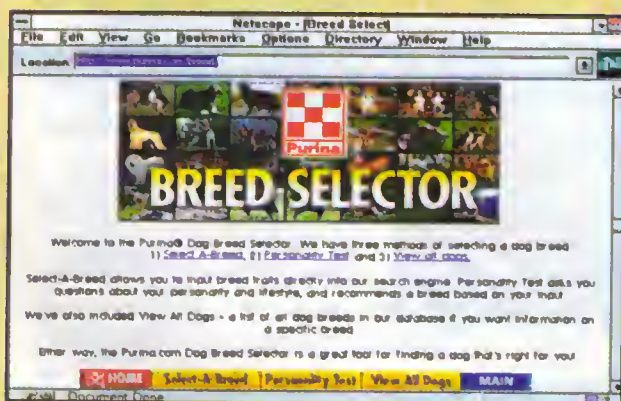 Netscape - [Breed Select]
File Edit View Go Bookmarks Options Directory Window Help
Location
Purina
BREED SELECTOR
Welcome to the Purina® Dog Breed Selector. We have three methods of selecting a dog breed
1) Select A-Breed, 2) Personality Test and 3) View all dogs.
Select-A-Breed allows you to input breed traits directly into our search engine. Personality Test asks you
questions about your personality and lifestyle, and recommends a breed based on your input
We've also included View All Dogs - a list of all dog breeds in our database if you want information on
a specific breed
Either way, the Purina.com Dog Breed Selector is a great tool for finding a dog that's right for you!
HOME Select-A-Breed Personality Test View All Dogs MAIN
Document Done